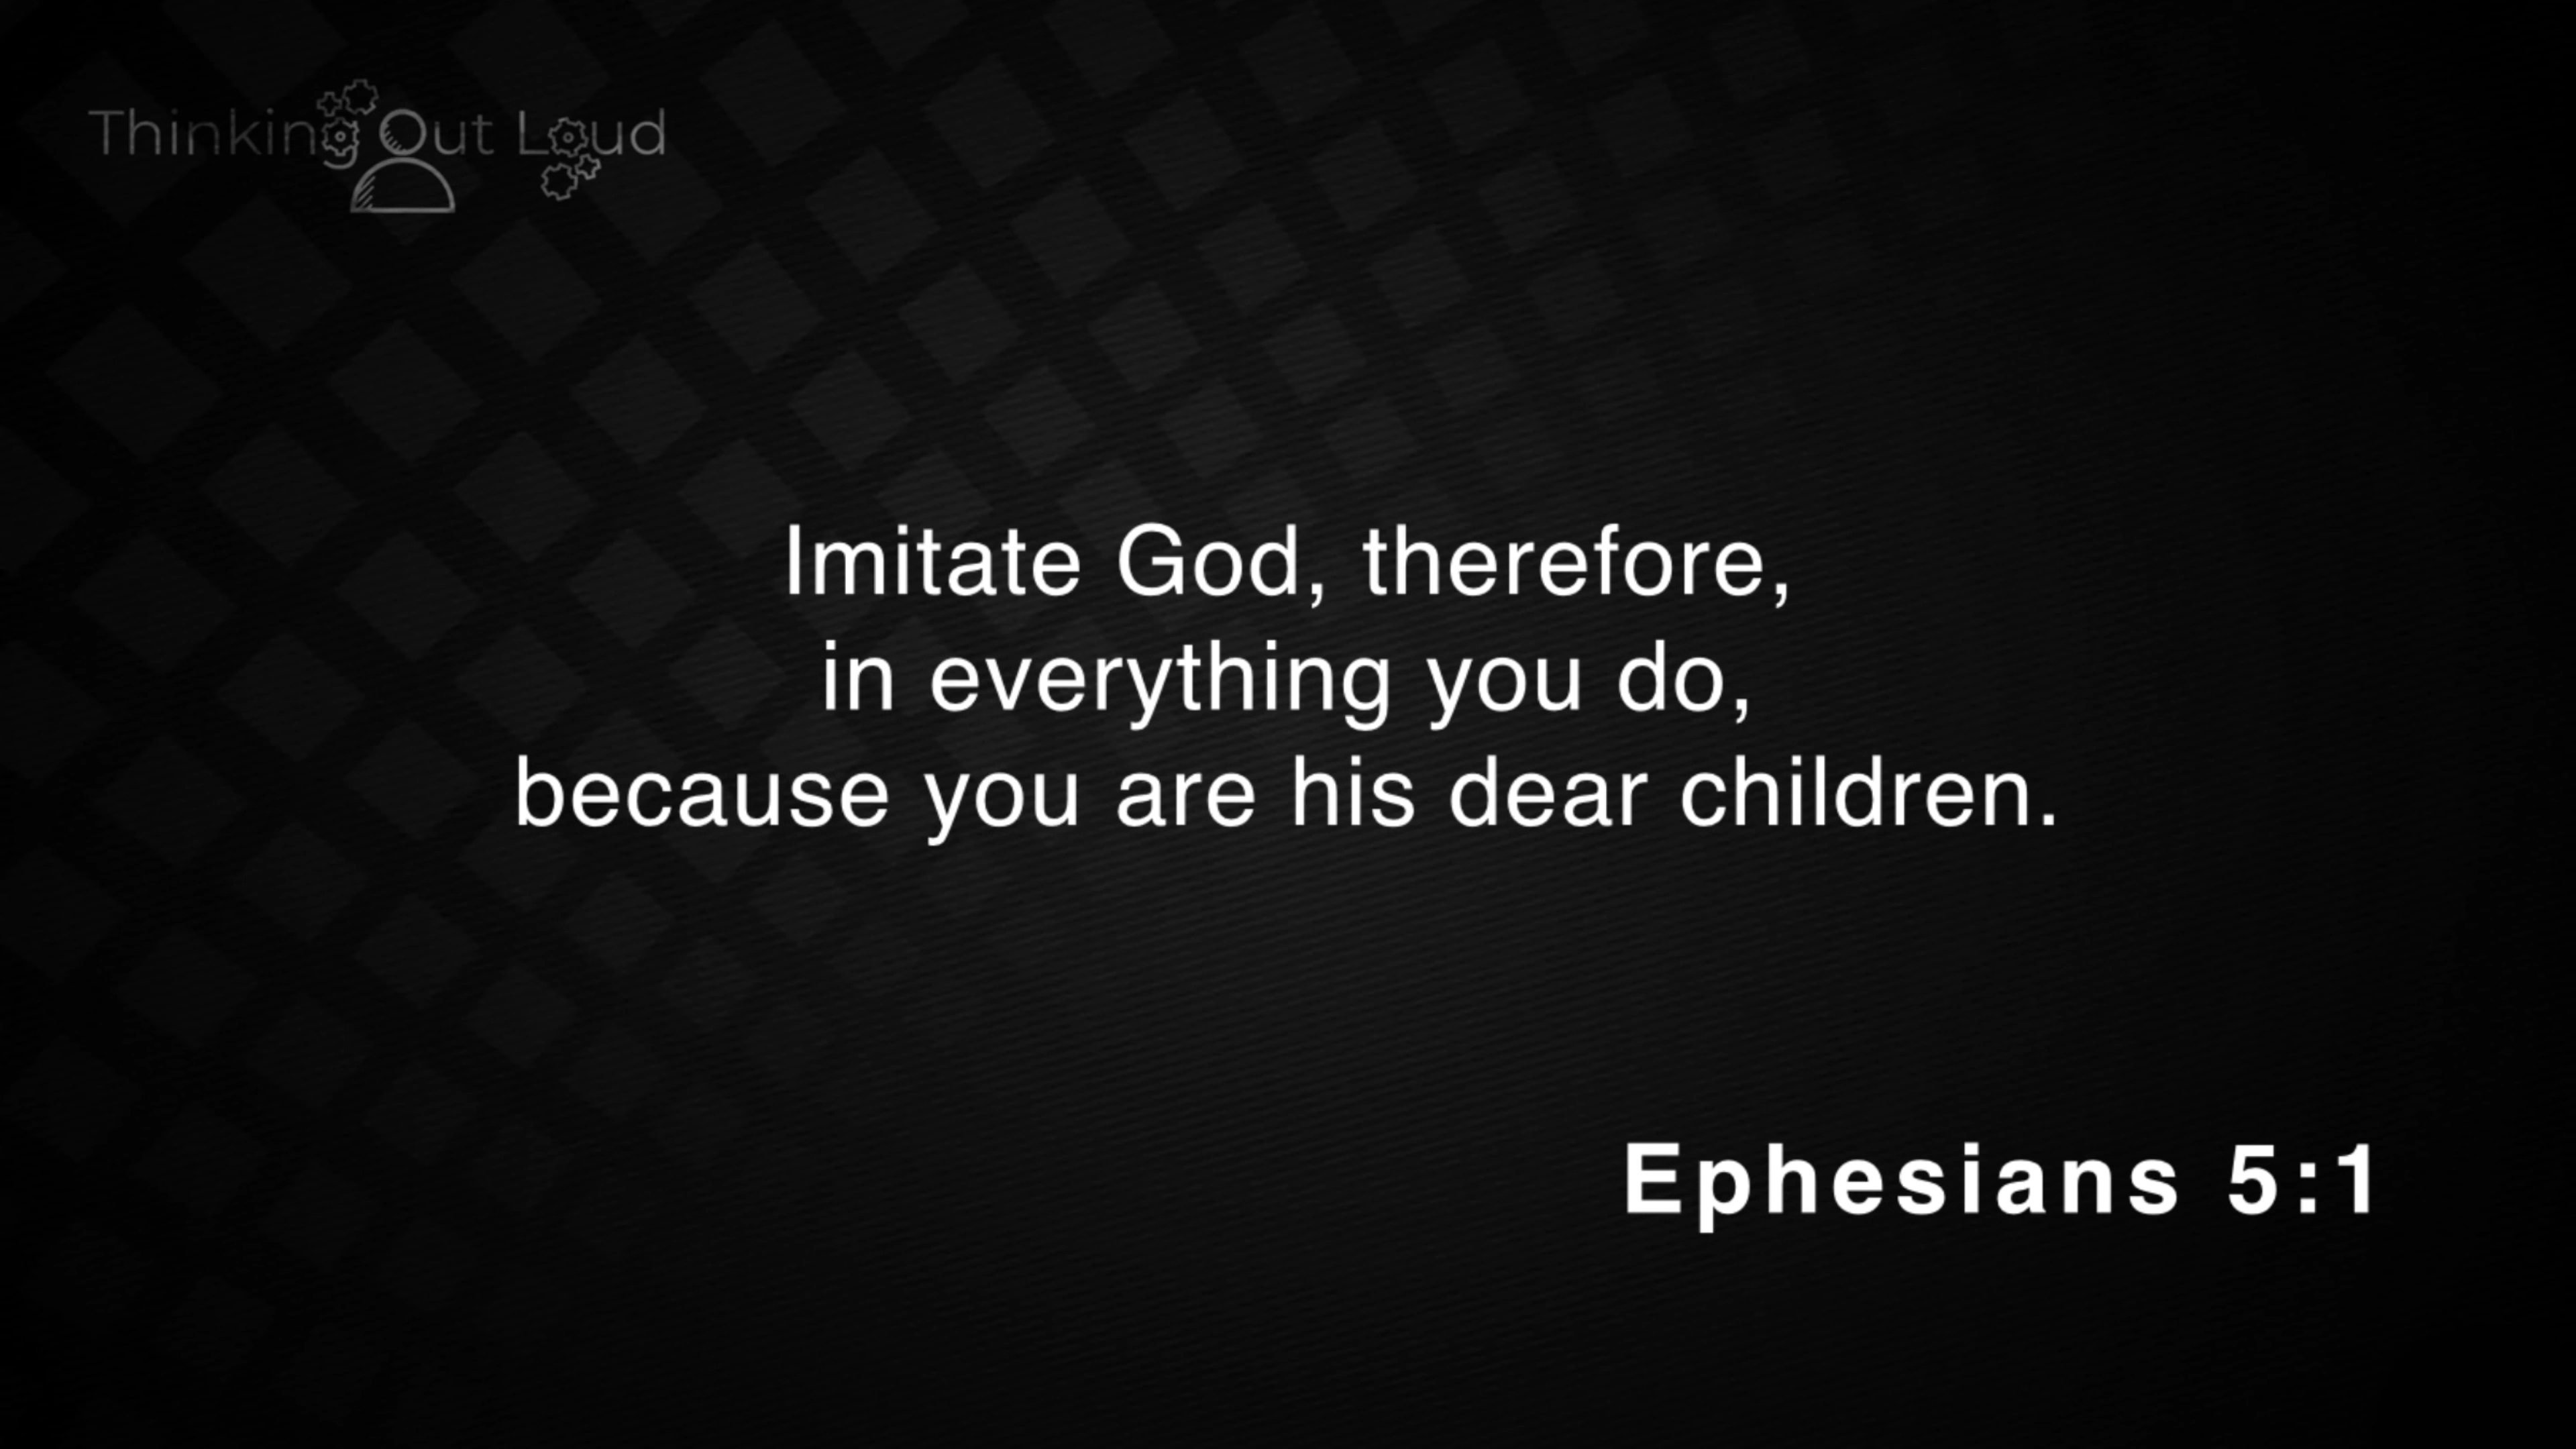 Thinking Out Loud
Imitate God, therefore,
in everything you do,
because you are his dear children.
Ephesians 5:1